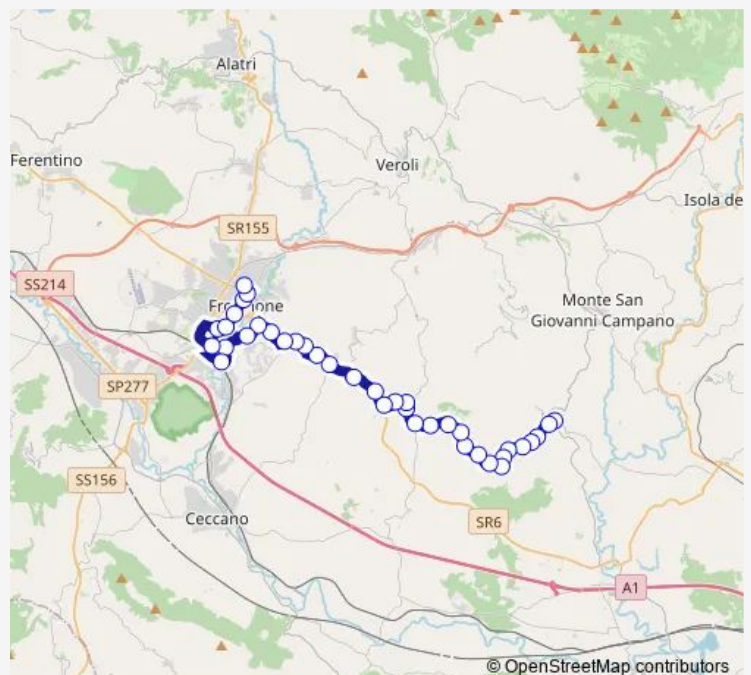 Alatri
Ferentino
Veroli
Isola de
SR155
SS214
Monte San
Giovanni Campano
SP277
SS156
SR6
Ceccano
A1
© OpenStreetMap contributors